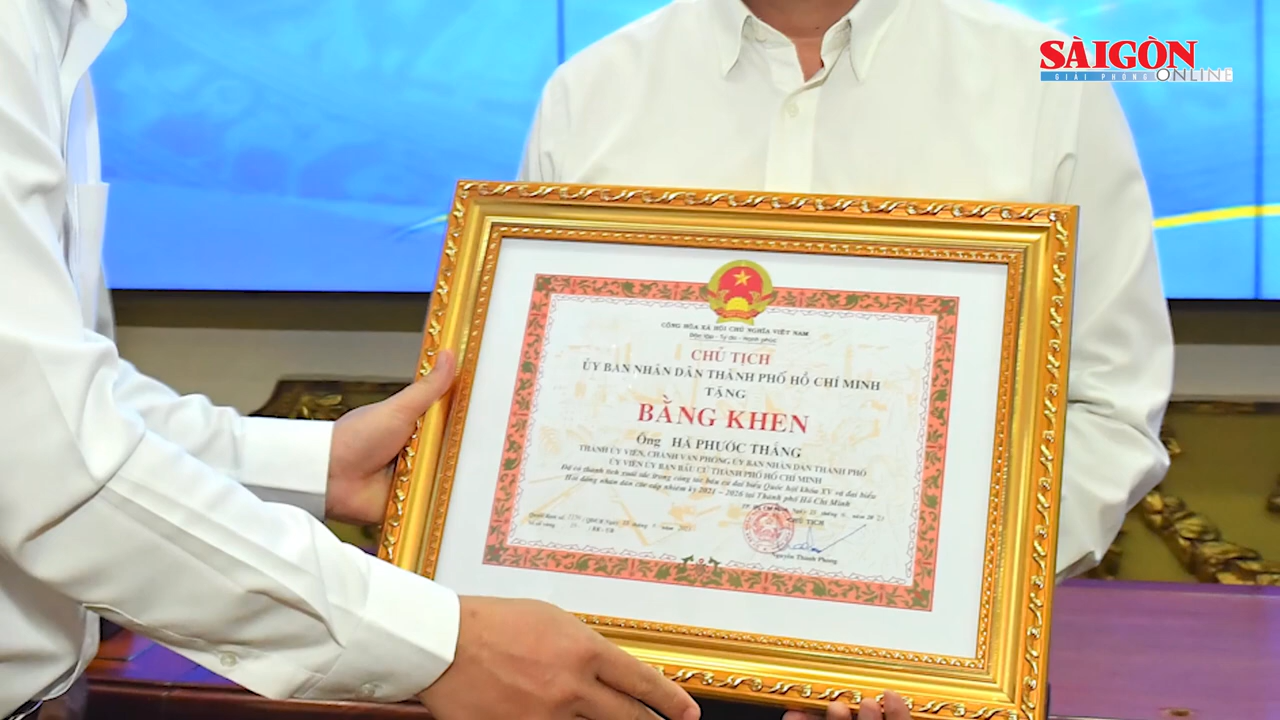 SÀI GÒN
GIẢI PHÓNG ONLINE
CỘNG HÒA XÃ HỘI CHỦ NGHĨA VIỆT NAM
Độc lập - Tự do - Hạnh phúc
CHỦ TỊCH
ỦY BAN NHÂN DÂN THÀNH PHỐ HỒ CHÍ MINH
TẶNG
BẰNG KHEN
Ông HÀ PHƯỚC THẮNG
THÀNH ỦY VIÊN, CHÁNH VĂN PHÒNG ỦY BAN NHÂN DÂN THÀNH PHỐ
ỦY VIÊN ỦY BAN BẦU CỬ THÀNH PHỐ HỒ CHÍ MINH
Đã có thành tích xuất sắc trong công tác bầu cử đại biểu Quốc hội khóa XV và đại biểu
Hội đồng nhân dân các cấp nhiệm kỳ 2021 – 2026 tại Thành phố Hồ Chí Minh
CHỦ TỊCH
Nguyễn Thành Phong